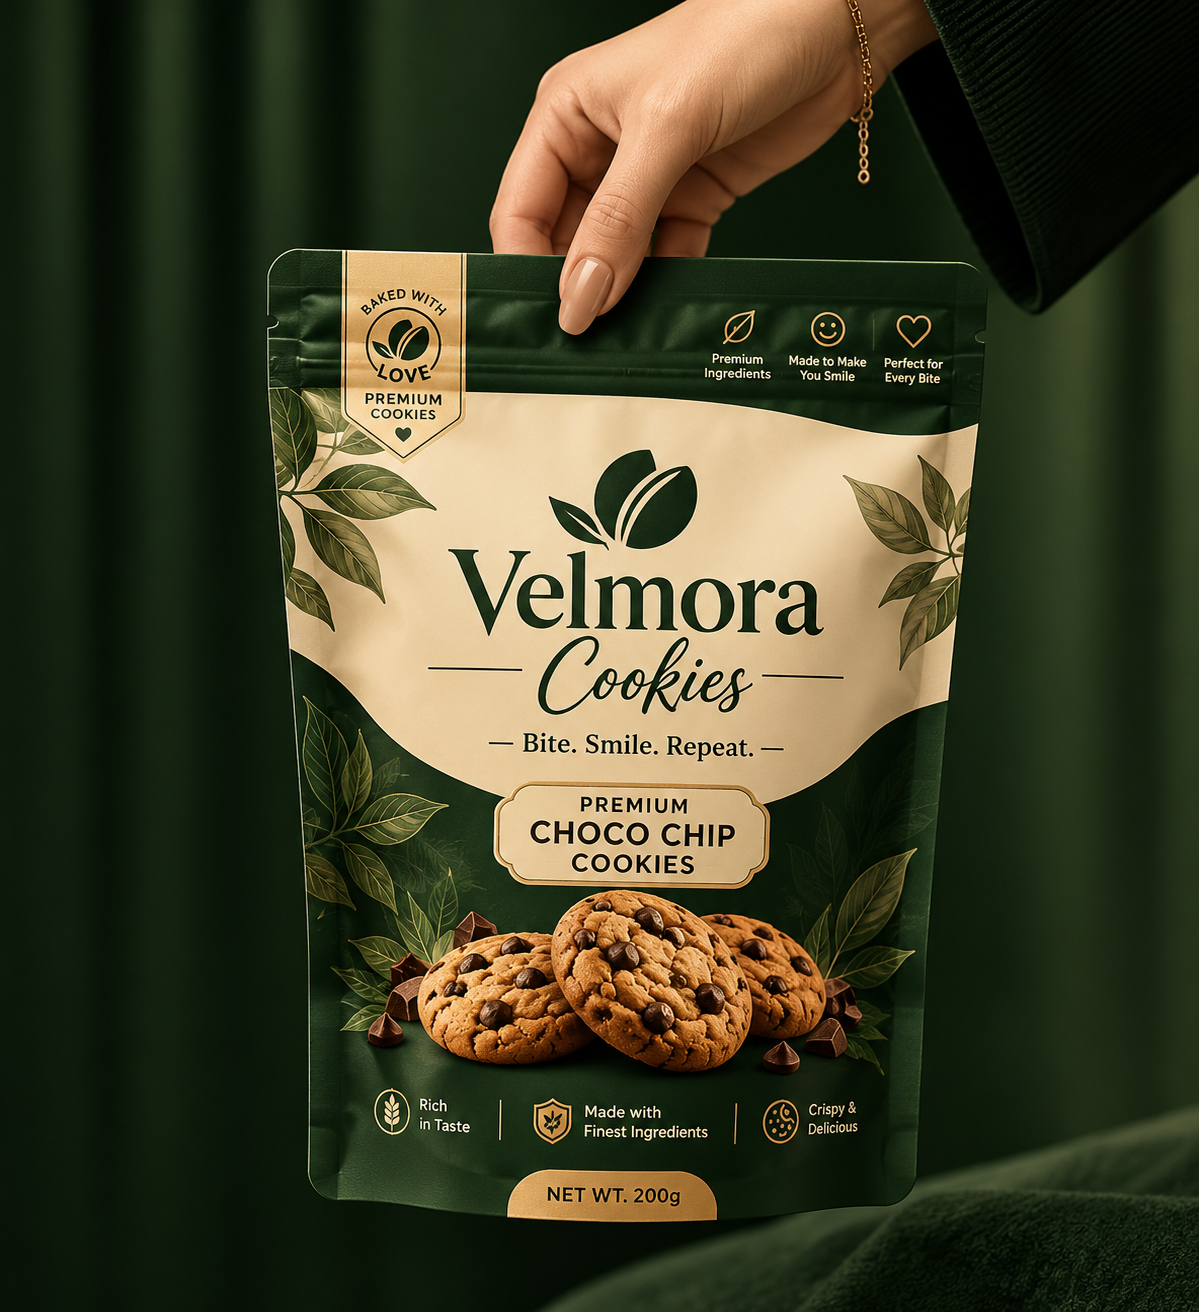 BAKED WITH
LOVE
PREMIUM
COOKIES
Premium
Ingredients
Made to Make
You Smile
Perfect for
Every Bite
Velmora
Cookies
Bite. Smile. Repeat.
PREMIUM
CHOCO CHIP
COOKIES
Rich
in Taste
Made with
Finest Ingredients
Crispy &
Delicious
NET WT. 200g